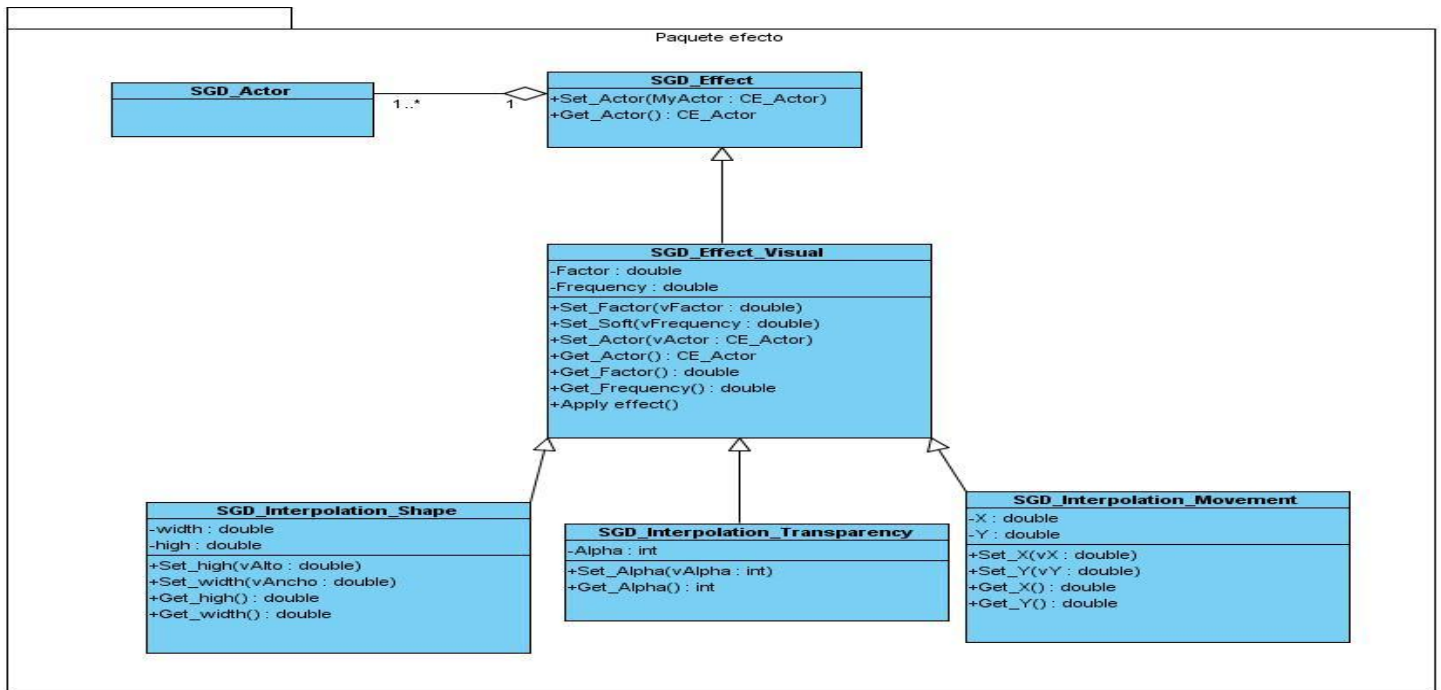 Paquete efecto
SGD_Actor
1..*
1
SGD_Effect
+Set_Actor(MyActor : CE_Actor)
+Get_Actor() : CE_Actor
SGD_Effect_Visual
-Factor : double
-Frequency : double
+Set_Factor(vFactor : double)
+Set_Soft(vFrequency : double)
+Set_Actor(vActor : CE_Actor)
+Get_Actor() : CE_Actor
+Get_Factor() : double
+Get_Frequency() : double
+Apply effect()
SGD_Interpolation_Shape
-width : double
-high : double
+Set_high(vAlto : double)
+Set_width(vAncho : double)
+Get_high() : double
+Get_width() : double
SGD_Interpolation_Transparency
-Alpha : int
+Set_Alpha(vAlpha : int)
+Get_Alpha() : int
SGD_Interpolation_Movement
-X : double
-Y : double
+Set_X(vX : double)
+Set_Y(vY : double)
+Get_X() : double
+Get_Y() : double